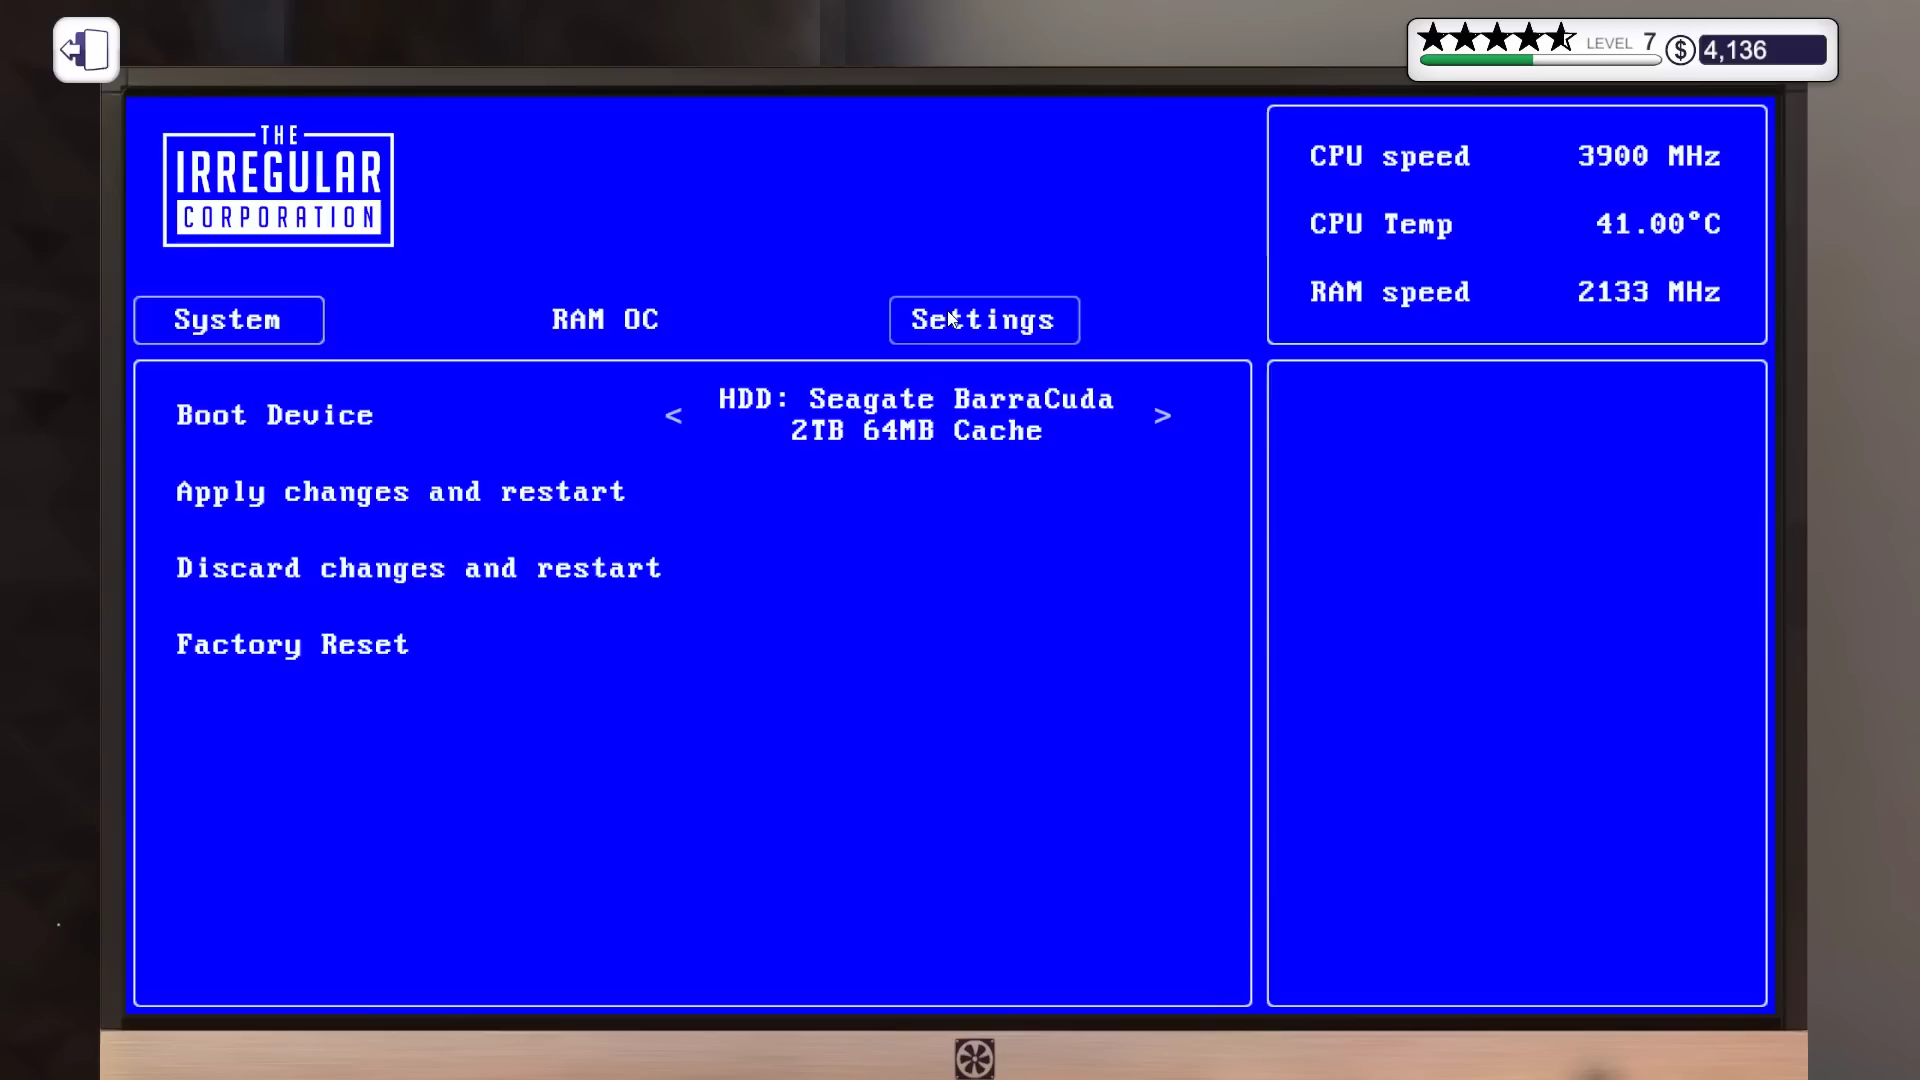 LEVEL 7
$ 4,136
THE
IRREGULAR
CORPORATION
CPU speed 3900 MHz
CPU Temp 41.00°C
RAM speed 2133 MHz
System RAM OC Settings
Boot Device < HDD: Seagate BarraCuda
2TB 64MB Cache >
Apply changes and restart
Discard changes and restart
Factory Reset